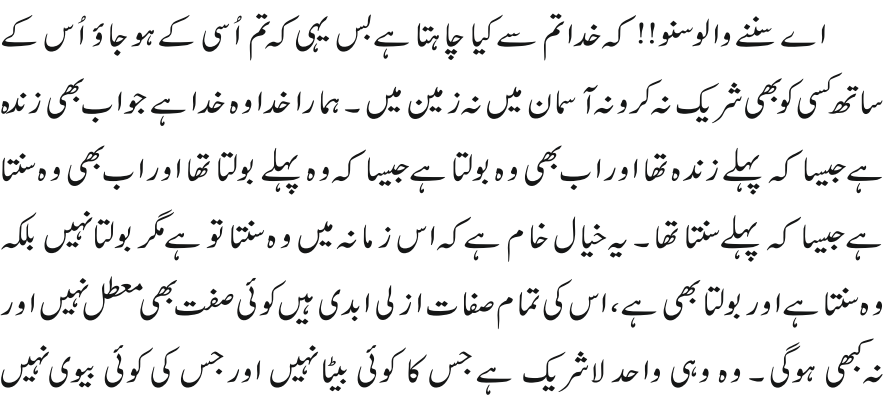 اے سننے والو سنو!! کہ خدا تم سے کیا چاہتا ہے بس یہی کہ تم اُسی کے ہو جاؤ اُس کے
ساتھ کسی کو بھی شریک نہ کرو نہ آسمان میں نہ زمین میں ۔ ہمارا خدا وہ خدا ہے جو اب بھی زندہ
ہے جیسا کہ پہلے زندہ تھا اور اب بھی وہ بولتا ہے جیسا کہ وہ پہلے بولتا تھا اور اب بھی وہ سنتا
ہے جیسا کہ پہلے سنتا تھا ۔ یہ خیال خام ہے کہ اس زمانہ میں وہ سنتا تو ہے مگر بولتا نہیں بلکہ
وہ سنتا ہے اور بولتا بھی ہے، اس کی تمام صفات ازلی ابدی ہیں کوئی صفت بھی معطل نہیں اور
نہ کبھی ہوگی ۔ وہ وہی واحد لاشریک ہے جس کا کوئی بیٹا نہیں اور جس کی کوئی بیوی نہیں